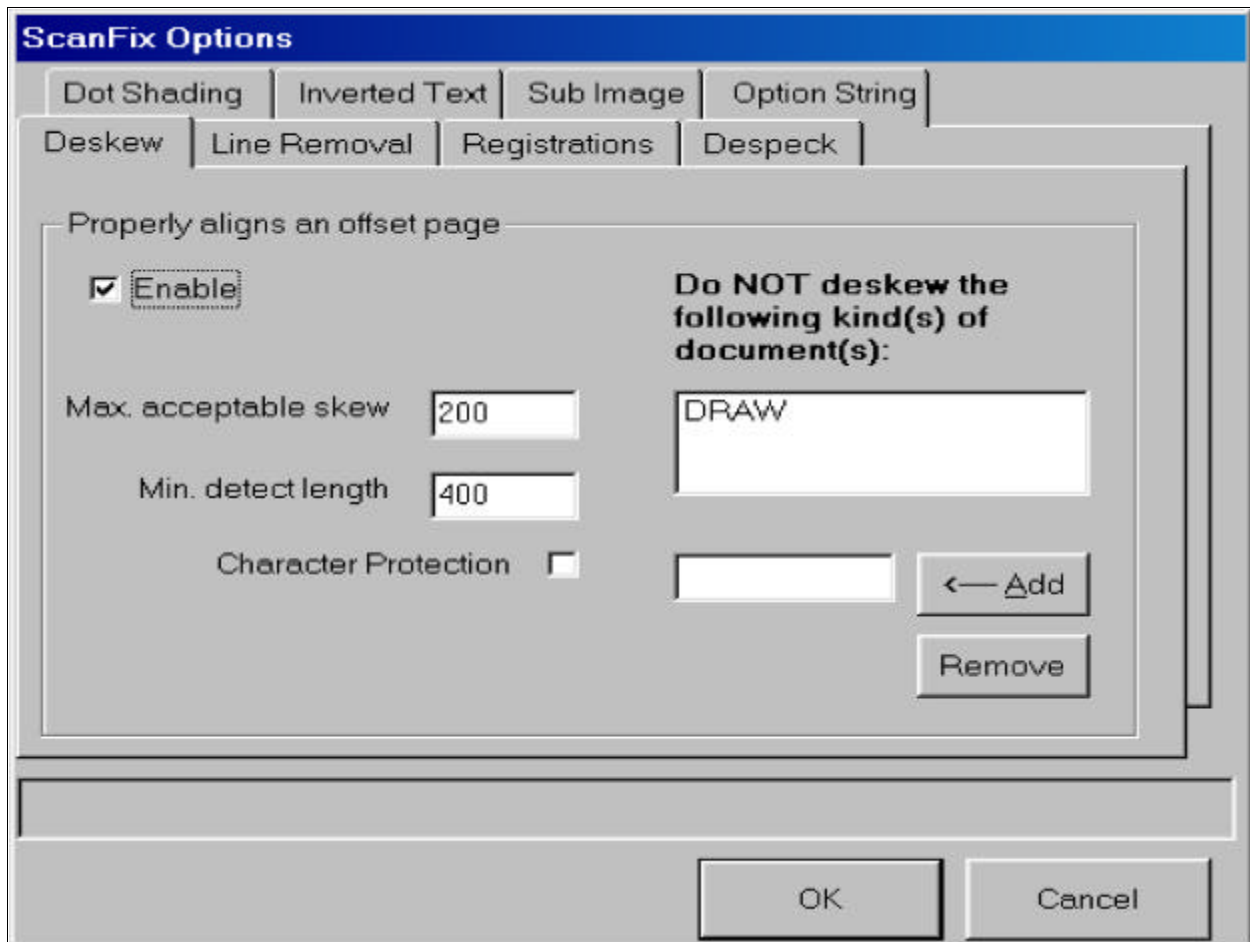 ScanFix Options
Dot Shading Inverted Text Sub Image Option String
Deskew Line Removal Registrations Despeck
Properly aligns an offset page
Enable
Do NOT deskew the
following kind(s) of
document(s):
Max. acceptable skew 200
DRAW
Min. detect length 400
Character Protection
<— Add
Remove
OK Cancel